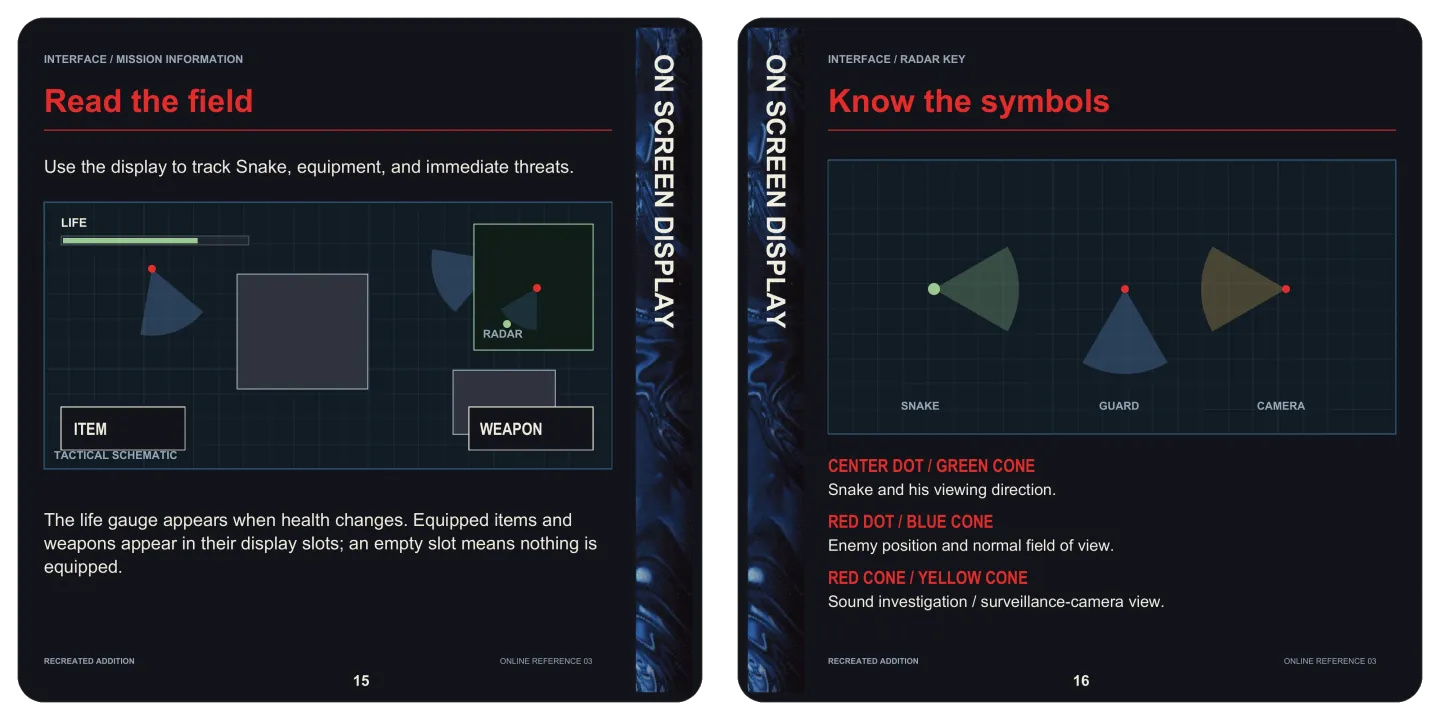 INTERFACE / MISSION INFORMATION
Read the field
Use the display to track Snake, equipment, and immediate threats.
LIFE
RADAR
ITEM
WEAPON
TACTICAL SCHEMATIC
The life gauge appears when health changes. Equipped items and
weapons appear in their display slots; an empty slot means nothing is
equipped.
RECREATED ADDITION
ONLINE REFERENCE 03
15
ON SCREEN DISPLAY
ON SCREEN DISPLAY
INTERFACE / RADAR KEY
Know the symbols
SNAKE
GUARD
CAMERA
CENTER DOT / GREEN CONE
Snake and his viewing direction.
RED DOT / BLUE CONE
Enemy position and normal field of view.
RED CONE / YELLOW CONE
Sound investigation / surveillance-camera view.
RECREATED ADDITION
ONLINE REFERENCE 03
16